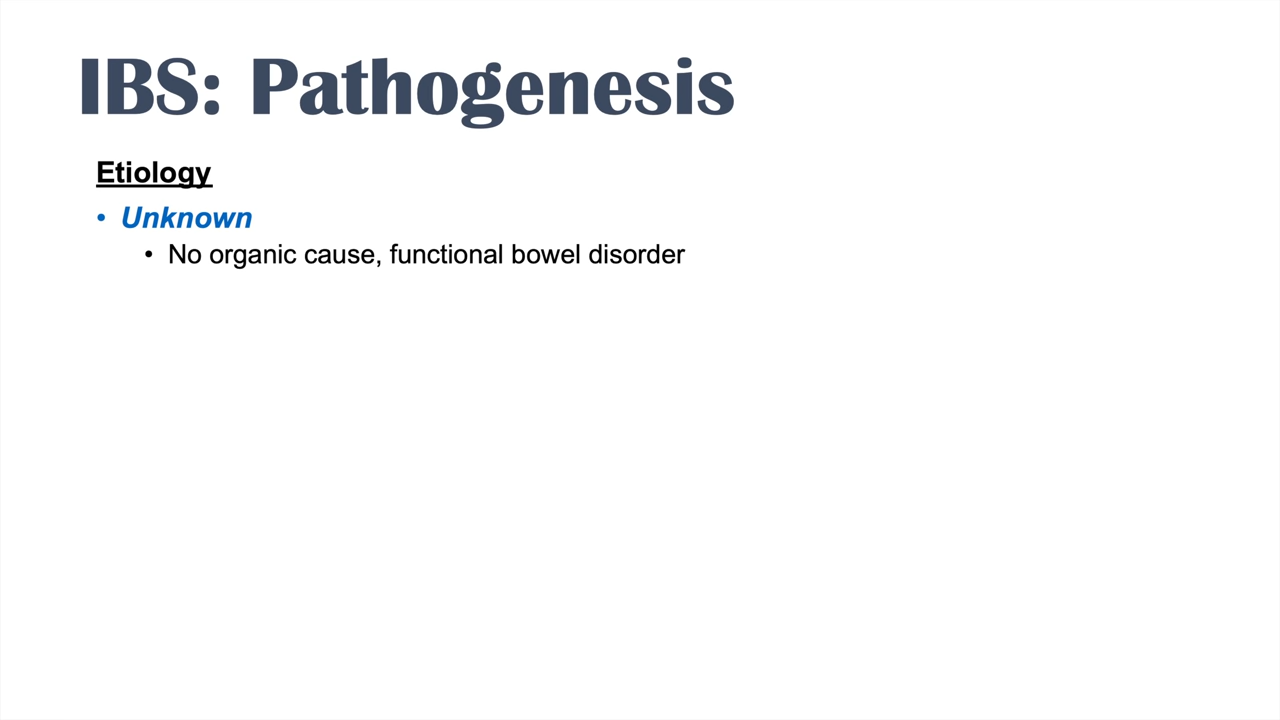 IBS: Pathogenesis
Etiology
• Unknown
• No organic cause, functional bowel disorder